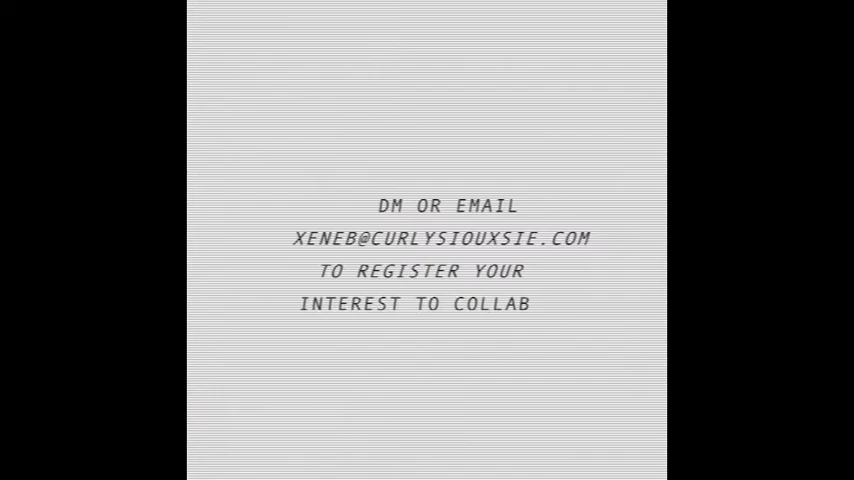 DM OR EMAIL
XENEB@CURLYSIOUXSIE.COM
TO REGISTER YOUR
INTEREST TO COLLAB